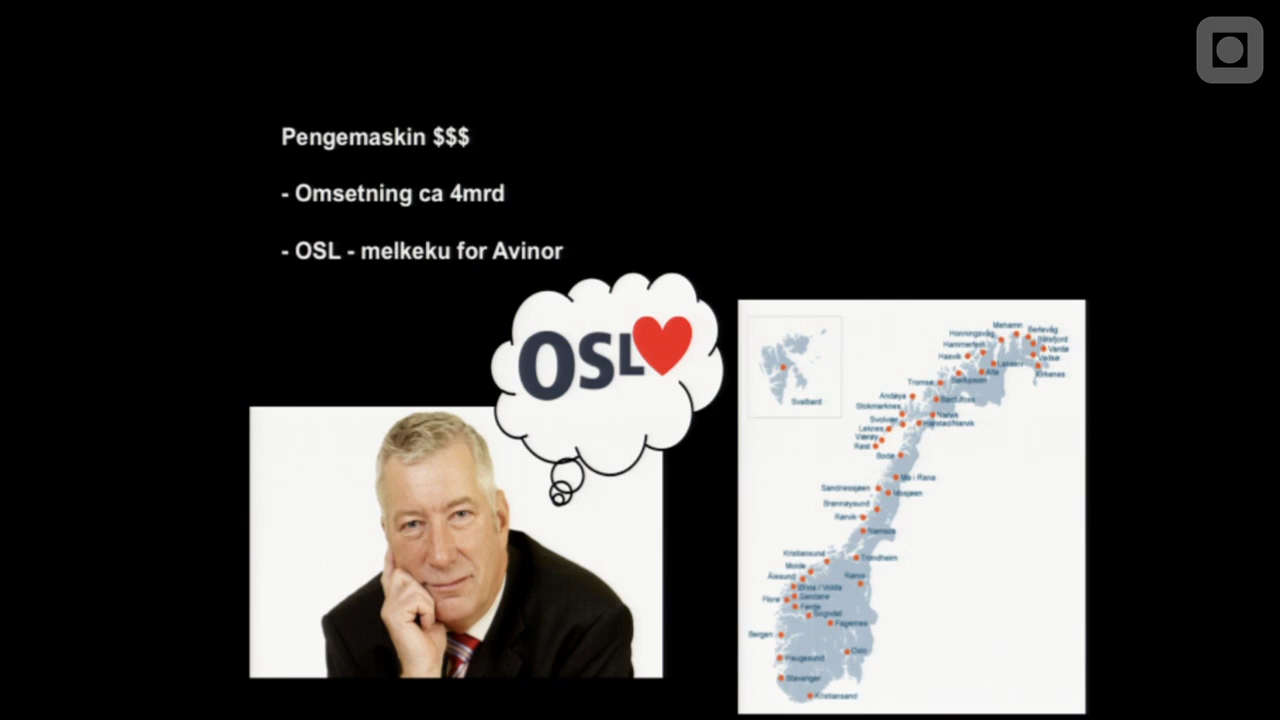 Pengemaskin $$$
- Omsetning ca 4mrd
- OSL - melkeku for Avinor
OSL
Mehamn
Berlevåg
Honningsvåg
Båtsfjord
Hammerfest
Vardø
Hasvik
Vadsø
Lakselv
Alta
Kirkenes
Tromsø
Sørkjosen
Svalbard
Andøya
Bardufoss
Stokmarknes
Narvik
Svolvær
Harstad/Narvik
Leknes
Værøy
Røst
Bodø
Mo i Rana
Sandnessjøen
Mosjøen
Brønnøysund
Rørvik
Namsos
Kristiansund
Trondheim
Molde
Ålesund
Røros
Ørsta / Volda
Sandane
Florø
Førde
Sogndal
Fagernes
Bergen
Oslo
Haugesund
Stavanger
Kristiansand